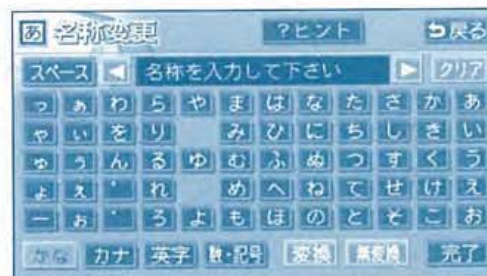 あ 名称変更 ?ヒント 戻る
スペース 名称を入力して下さい クリア
っ ぁ わ ら や ま は な た さ か あ
ゃ ぃ を り み ひ に ち し き い
ゅ ぅ ん る ゆ む ふ ぬ つ す く う
ょ ぇ ゛ れ め へ ね て せ け え
ー ぉ ゜ ろ よ も ほ の と そ こ お
かな カナ 英字 数・記号 変換 無変換 完了